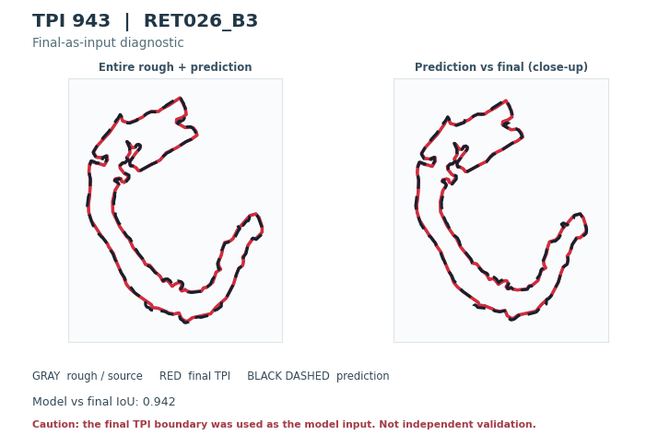 TPI 943 | RET026_B3
Final-as-input diagnostic
Entire rough + prediction
Prediction vs final (close-up)
GRAY rough / source RED final TPI BLACK DASHED prediction
Model vs final IoU: 0.942
Caution: the final TPI boundary was used as the model input. Not independent validation.